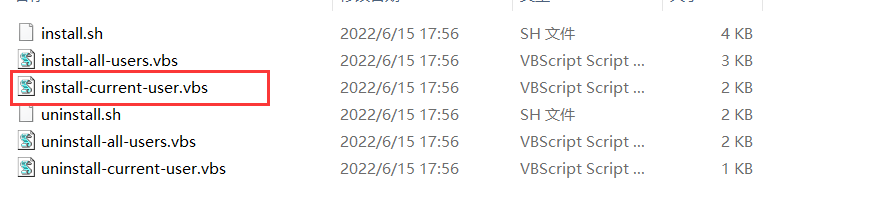 install.sh 2022/6/15 17:56 SH 文件 4 KB
install-all-users.vbs 2022/6/15 17:56 VBScript Script ... 3 KB
install-current-user.vbs 2022/6/15 17:56 VBScript Script ... 2 KB
uninstall.sh 2022/6/15 17:56 SH 文件 2 KB
uninstall-all-users.vbs 2022/6/15 17:56 VBScript Script ... 2 KB
uninstall-current-user.vbs 2022/6/15 17:56 VBScript Script ... 1 KB